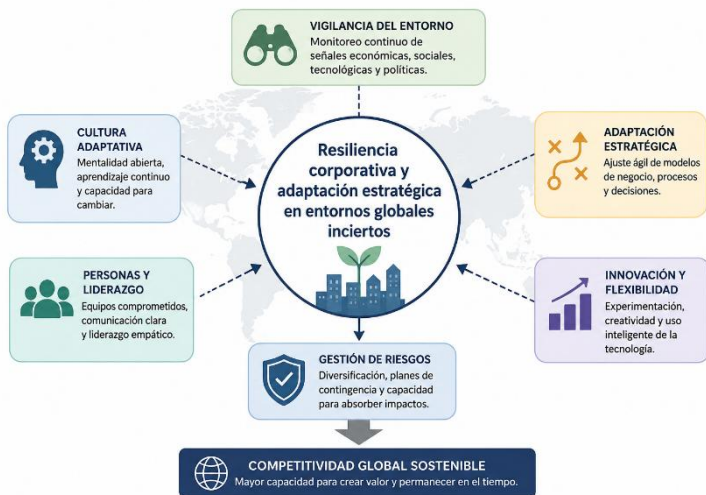 VIGILANCIA DEL ENTORNO
Monitoreo continuo de
señales económicas, sociales,
tecnológicas y políticas.
CULTURA
ADAPTATIVA
Mentalidad abierta,
aprendizaje continuo
y capacidad para
cambiar.
Resiliencia
corporativa y
adaptación estratégica
en entornos globales
inciertos
ADAPTACIÓN
ESTRATÉGICA
Ajuste ágil de modelos
de negocio, procesos
y decisiones.
PERSONAS Y
LIDERAZGO
Equipos comprometidos,
comunicación clara
y liderazgo empático.
INNOVACIÓN Y
FLEXIBILIDAD
Experimentación,
creatividad y uso
inteligente de la
tecnología.
GESTIÓN DE RIESGOS
Diversificación, planes de
contingencia y capacidad
para absorber impactos.
COMPETITIVIDAD GLOBAL SOSTENIBLE
Mayor capacidad para crear valor y permanecer en el tiempo.